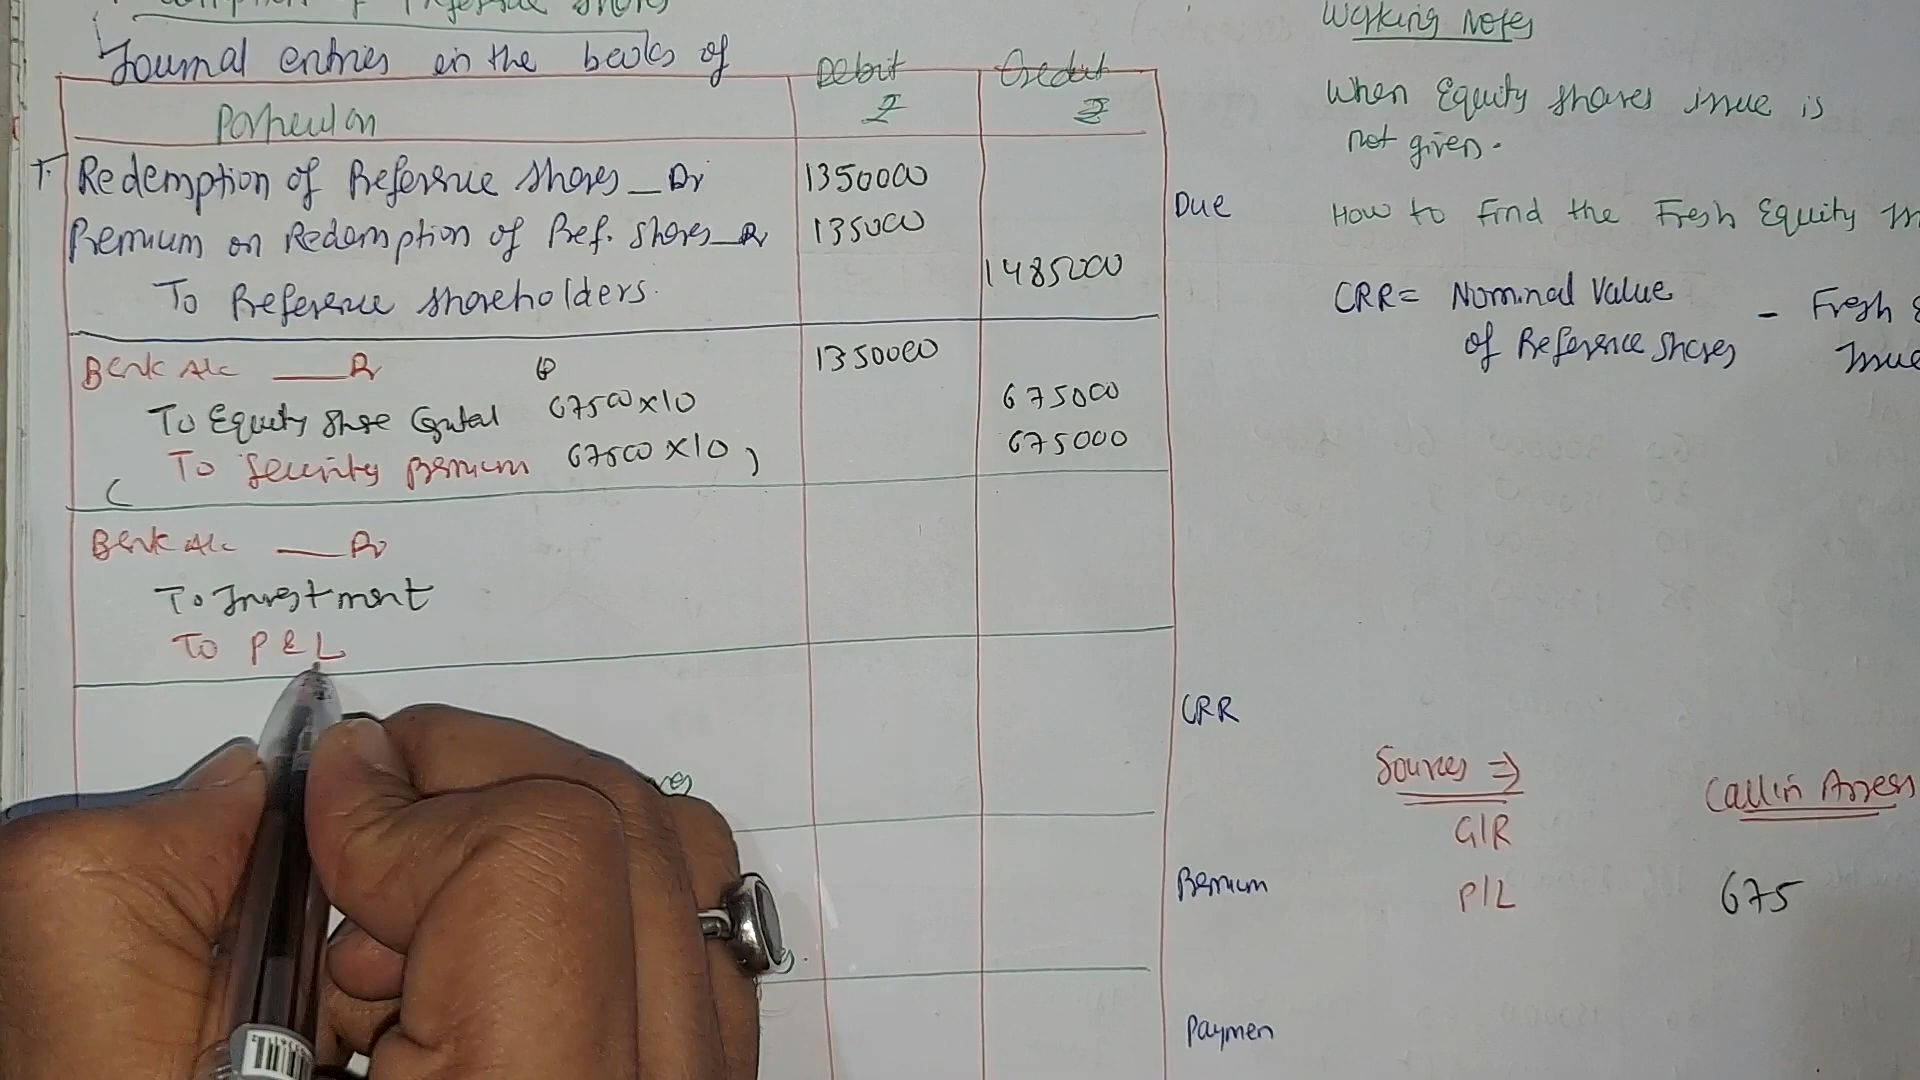 Journal entries in the books of
Debit
Credit
Particulars
Redemption of Preference Shares Dr 1350000
Premium on Redemption of Pref. Shares Dr 135000
To Preference shareholders. 1485000
Due
Bank A/c Dr 1350000
To Equity Share Capital 67500x10 675000
To Security Premium 67500x10) 675000
(
Bank A/c Dr
To Investment
To P & L
CRR
Premium
Paymen
Working Notes
When Equity shares issue is
not given.
How to Find the Fresh Equity
CRR = Nominal Value
of Preference Shares
- Fresh
Issue
Sources ⇒
G/R
P/L
Call in Arrears
675